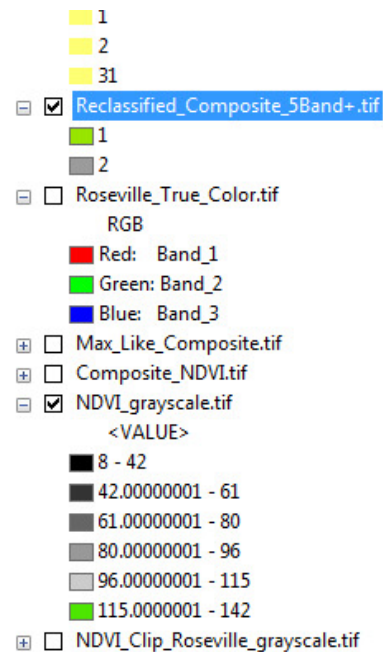 1
2
31
Reclassified_Composite_5Band+.tif
1
2
Roseville_True_Color.tif
RGB
Red: Band_1
Green: Band_2
Blue: Band_3
Max_Like_Composite.tif
Composite_NDVI.tif
NDVI_grayscale.tif
<VALUE>
8 - 42
42.00000001 - 61
61.00000001 - 80
80.00000001 - 96
96.00000001 - 115
115.0000001 - 142
NDVI_Clip_Roseville_grayscale.tif